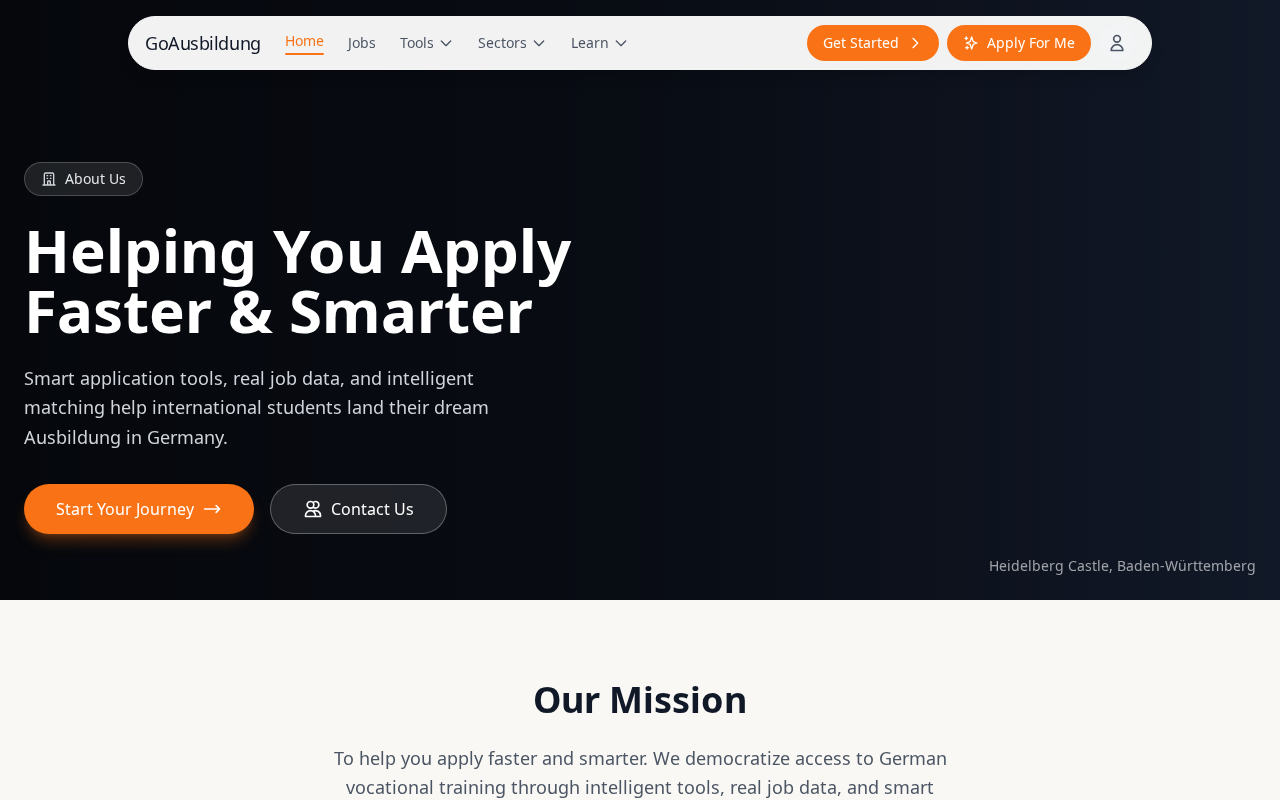 GoAusbildung Home Jobs Tools Sectors Learn Get Started Apply For Me
About Us
Helping You Apply
Faster & Smarter
Smart application tools, real job data, and intelligent
matching help international students land their dream
Ausbildung in Germany.
Start Your Journey Contact Us
Heidelberg Castle, Baden-Württemberg
Our Mission
To help you apply faster and smarter. We democratize access to German
vocational training through intelligent tools, real job data, and smart